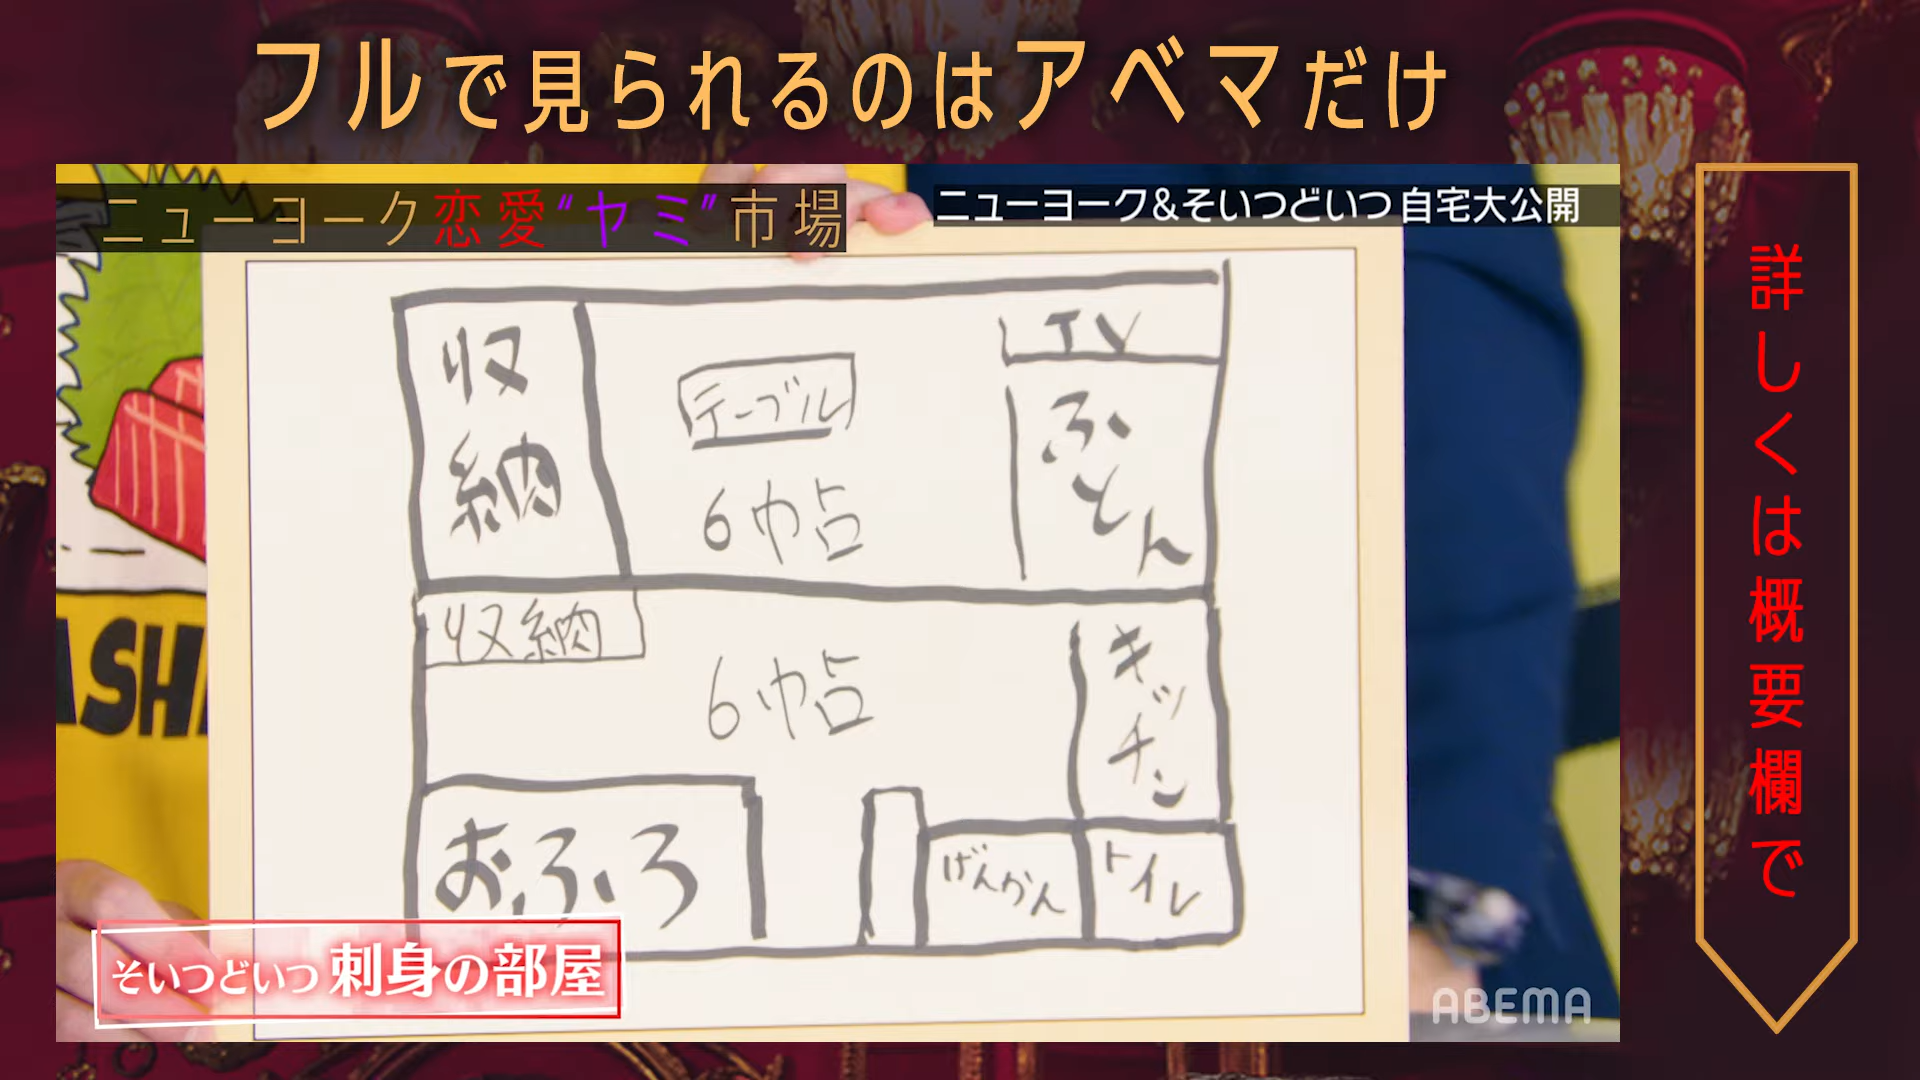 フルで見られるのはアベマだけ
ニューヨーク恋愛“ヤミ”市場
ニューヨーク&そいつどいつ 自宅大公開
詳しくは概要欄で
収納
テーブル
TV
ふとん
6帖
収納
6帖
キッチン
おふろ
げんかん
トイレ
ASHI
そいつどいつ 刺身の部屋
ABEMA